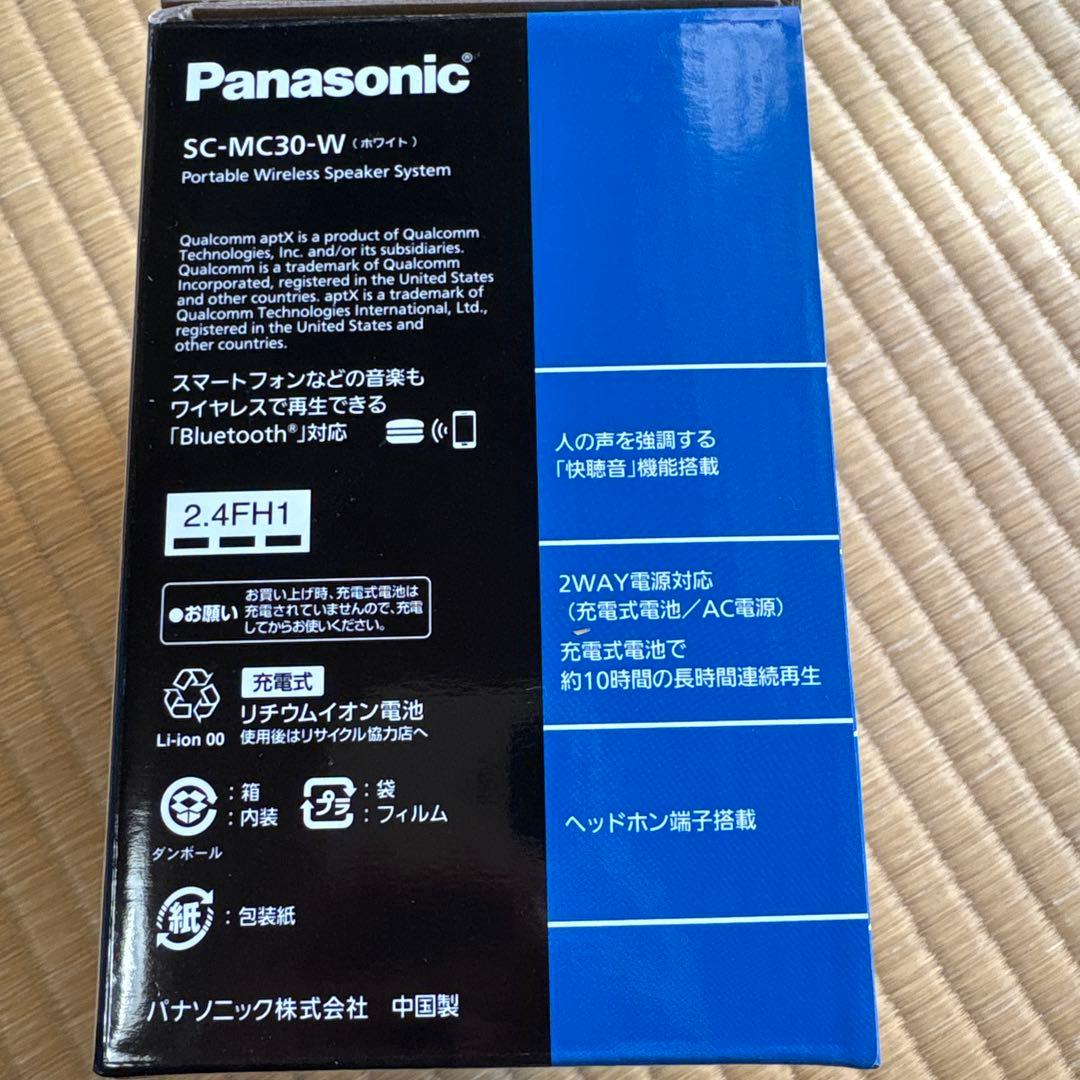 Panasonic®
SC-MC30-W（ホワイト）
Portable Wireless Speaker System
Qualcomm aptX is a product of Qualcomm
Technologies, Inc. and/or its subsidiaries.
Qualcomm is a trademark of Qualcomm
Incorporated, registered in the United States
and other countries. aptX is a trademark of
Qualcomm Technologies International, Ltd.,
registered in the United States and
other countries.
スマートフォンなどの音楽も
ワイヤレスで再生できる
「Bluetooth®」対応
2.4FH1
●お願い
お買い上げ時、充電式電池は
充電されていませんので、充電
してからお使いください。
充電式
リチウムイオン電池
Li-ion 00 使用後はリサイクル協力店へ
：箱
：内装
ダンボール
プラ
：袋
：フィルム
紙：包装紙
パナソニック株式会社 中国製
人の声を強調する
「快聴音」機能搭載
2WAY電源対応
（充電式電池／AC電源）
充電式電池で
約10時間の長時間連続再生
ヘッドホン端子搭載